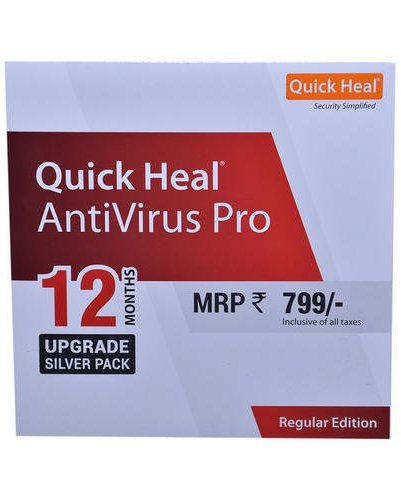 Quick Heal®
Security Simplified
Quick Heal®
AntiVirus Pro
12 MONTHS
MRP ₹ 799/-
Inclusive of all taxes
UPGRADE
SILVER PACK
Regular Edition